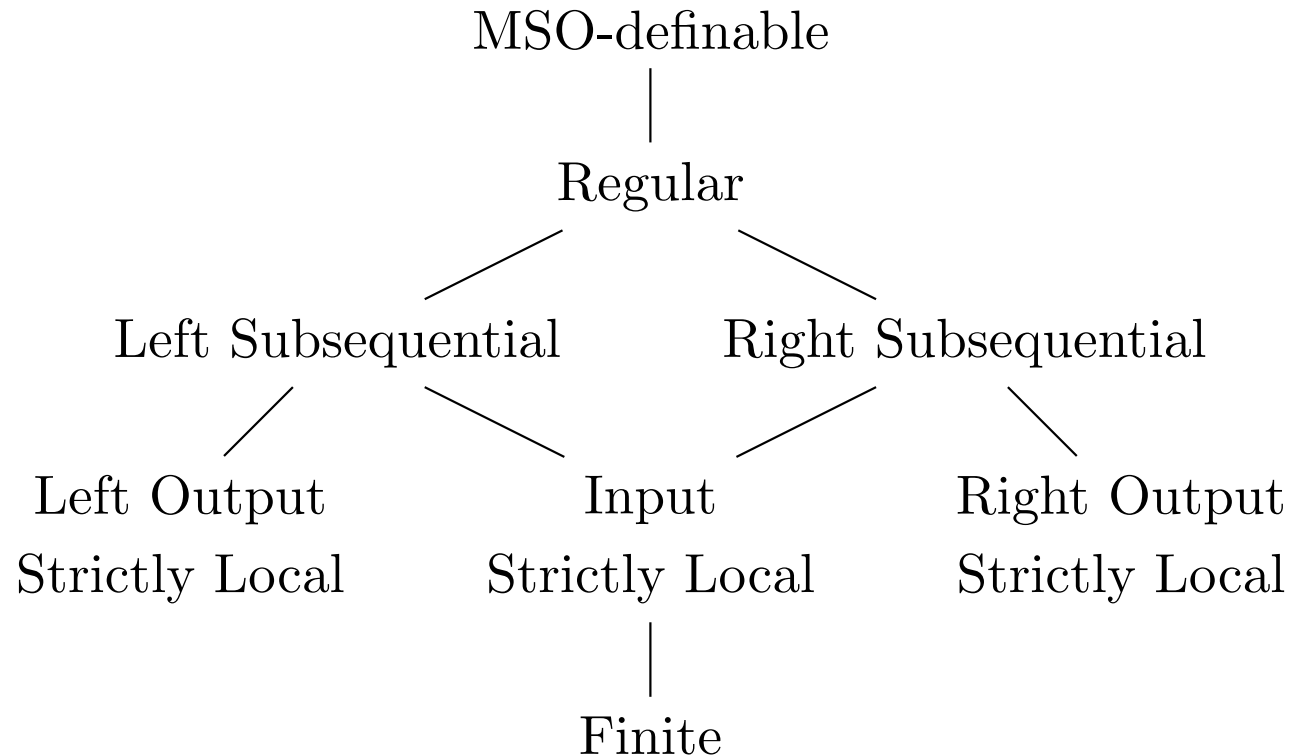 MSO-definable
Regular
Left Subsequential
Right Subsequential
Left Output
Strictly Local
Input
Strictly Local
Right Output
Strictly Local
Finite